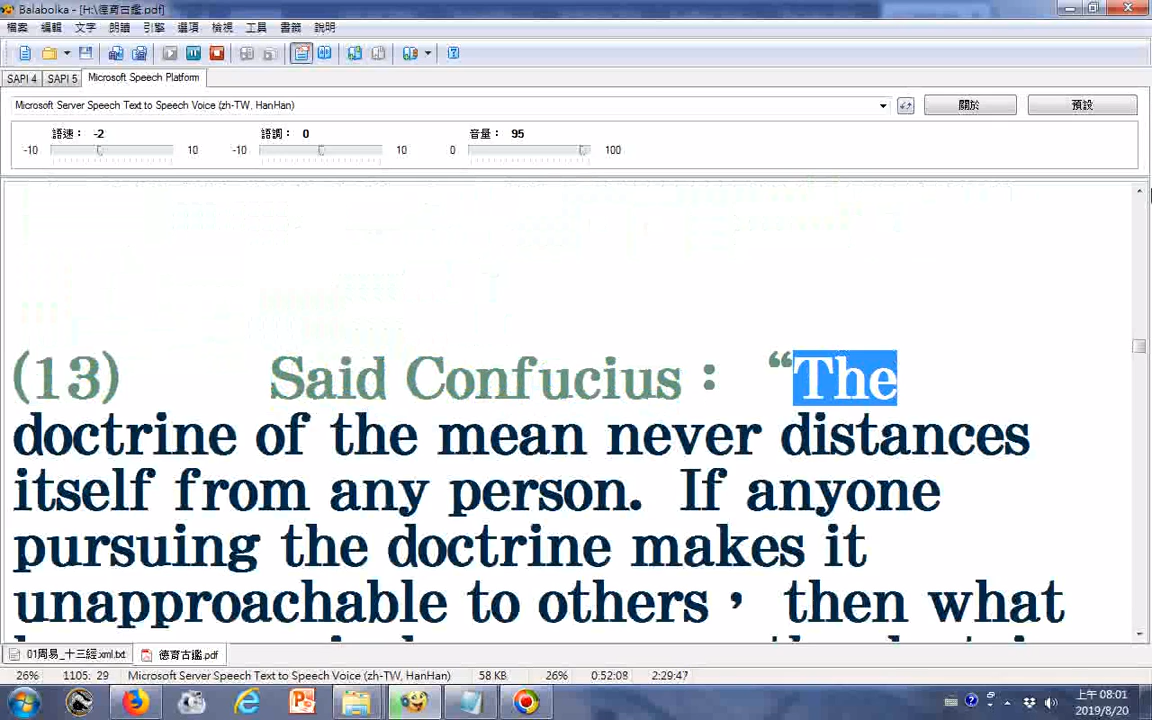 Balabolka - [H:\德育古鑑.pdf]
檔案 編輯 文字 朗讀 引擎 選項 檢視 工具 書籤 說明
SAPI 4 SAPI 5 Microsoft Speech Platform
Microsoft Server Speech Text to Speech Voice (zh-TW, HanHan) 關於 預設
語速： -2 語調： 0 音量： 95
-10 10 -10 10 0 100
(13) Said Confucius： “The
doctrine of the mean never distances
itself from any person. If anyone
pursuing the doctrine makes it
unapproachable to others， then what
01周易_十三經.xml.txt 德育古鑑.pdf
26% 1105: 29 Microsoft Server Speech Text to Speech Voice (zh-TW, HanHan) 58 KB 26% 0:52:08 2:29:47
上午 08:01
2019/8/20